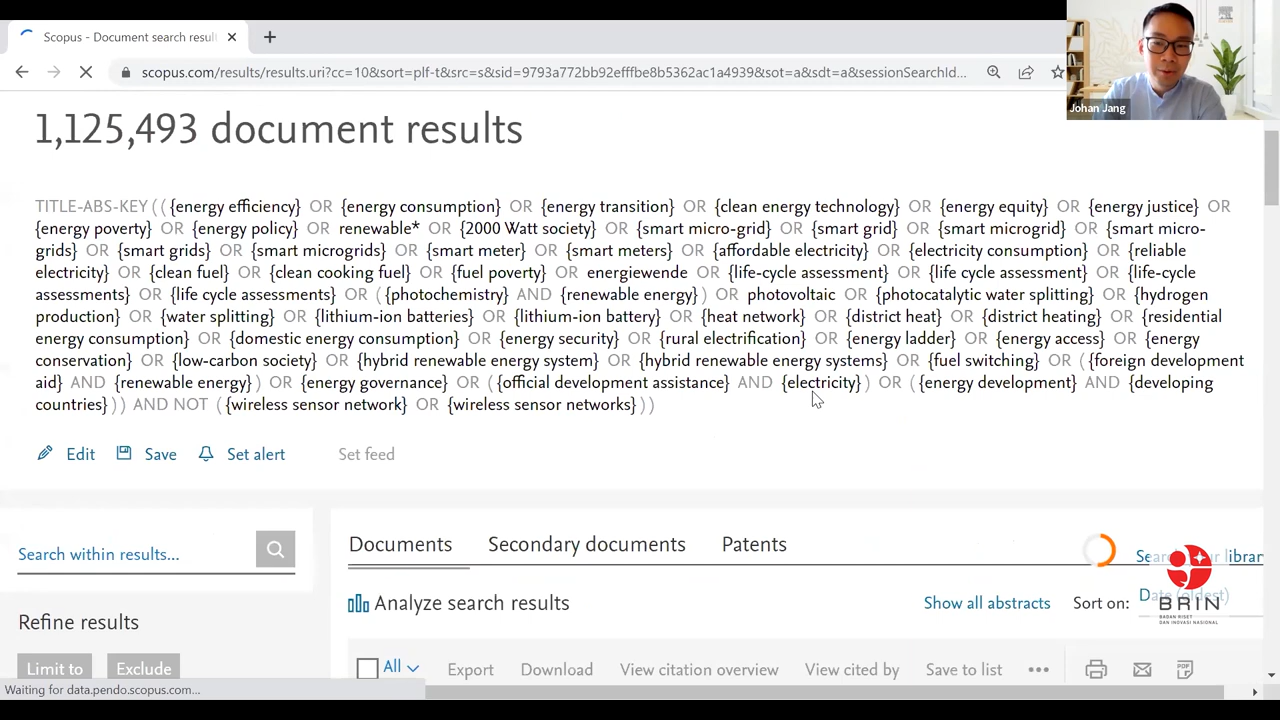 Scopus - Document search result
scopus.com/results/results.uri?cc=10&sort=plf-t&src=s&sid=9793a772bb92efffbe8b5362ac1a4939&sot=a&sdt=a&sessionSearchId...
Johan Jang
1,125,493 document results
TITLE-ABS-KEY ( ( {energy efficiency} OR {energy consumption} OR {energy transition} OR {clean energy technology} OR {energy equity} OR {energy justice} OR
{energy poverty} OR {energy policy} OR renewable* OR {2000 Watt society} OR {smart micro-grid} OR {smart grid} OR {smart microgrid} OR {smart micro-
grids} OR {smart grids} OR {smart microgrids} OR {smart meter} OR {smart meters} OR {affordable electricity} OR {electricity consumption} OR {reliable
electricity} OR {clean fuel} OR {clean cooking fuel} OR {fuel poverty} OR energiewende OR {life-cycle assessment} OR {life cycle assessment} OR {life-cycle
assessments} OR {life cycle assessments} OR ( {photochemistry} AND {renewable energy} ) OR photovoltaic OR {photocatalytic water splitting} OR {hydrogen
production} OR {water splitting} OR {lithium-ion batteries} OR {lithium-ion battery} OR {heat network} OR {district heat} OR {district heating} OR {residential
energy consumption} OR {domestic energy consumption} OR {energy security} OR {rural electrification} OR {energy ladder} OR {energy access} OR {energy
conservation} OR {low-carbon society} OR {hybrid renewable energy system} OR {hybrid renewable energy systems} OR {fuel switching} OR ( {foreign development
aid} AND {renewable energy} ) OR {energy governance} OR ( {official development assistance} AND {electricity} ) OR ( {energy development} AND {developing
countries} ) ) AND NOT ( {wireless sensor network} OR {wireless sensor networks} ) )
Edit Save Set alert Set feed
Documents Secondary documents Patents
Search within results...
Search your librar
Analyze search results Show all abstracts Sort on: Date (oldest)
BRIN
BADAN RISET
DAN INOVASI NASIONAL
Refine results
Limit to Exclude
All Export Download View citation overview View cited by Save to list ...
PDF
Waiting for data.pendo.scopus.com...